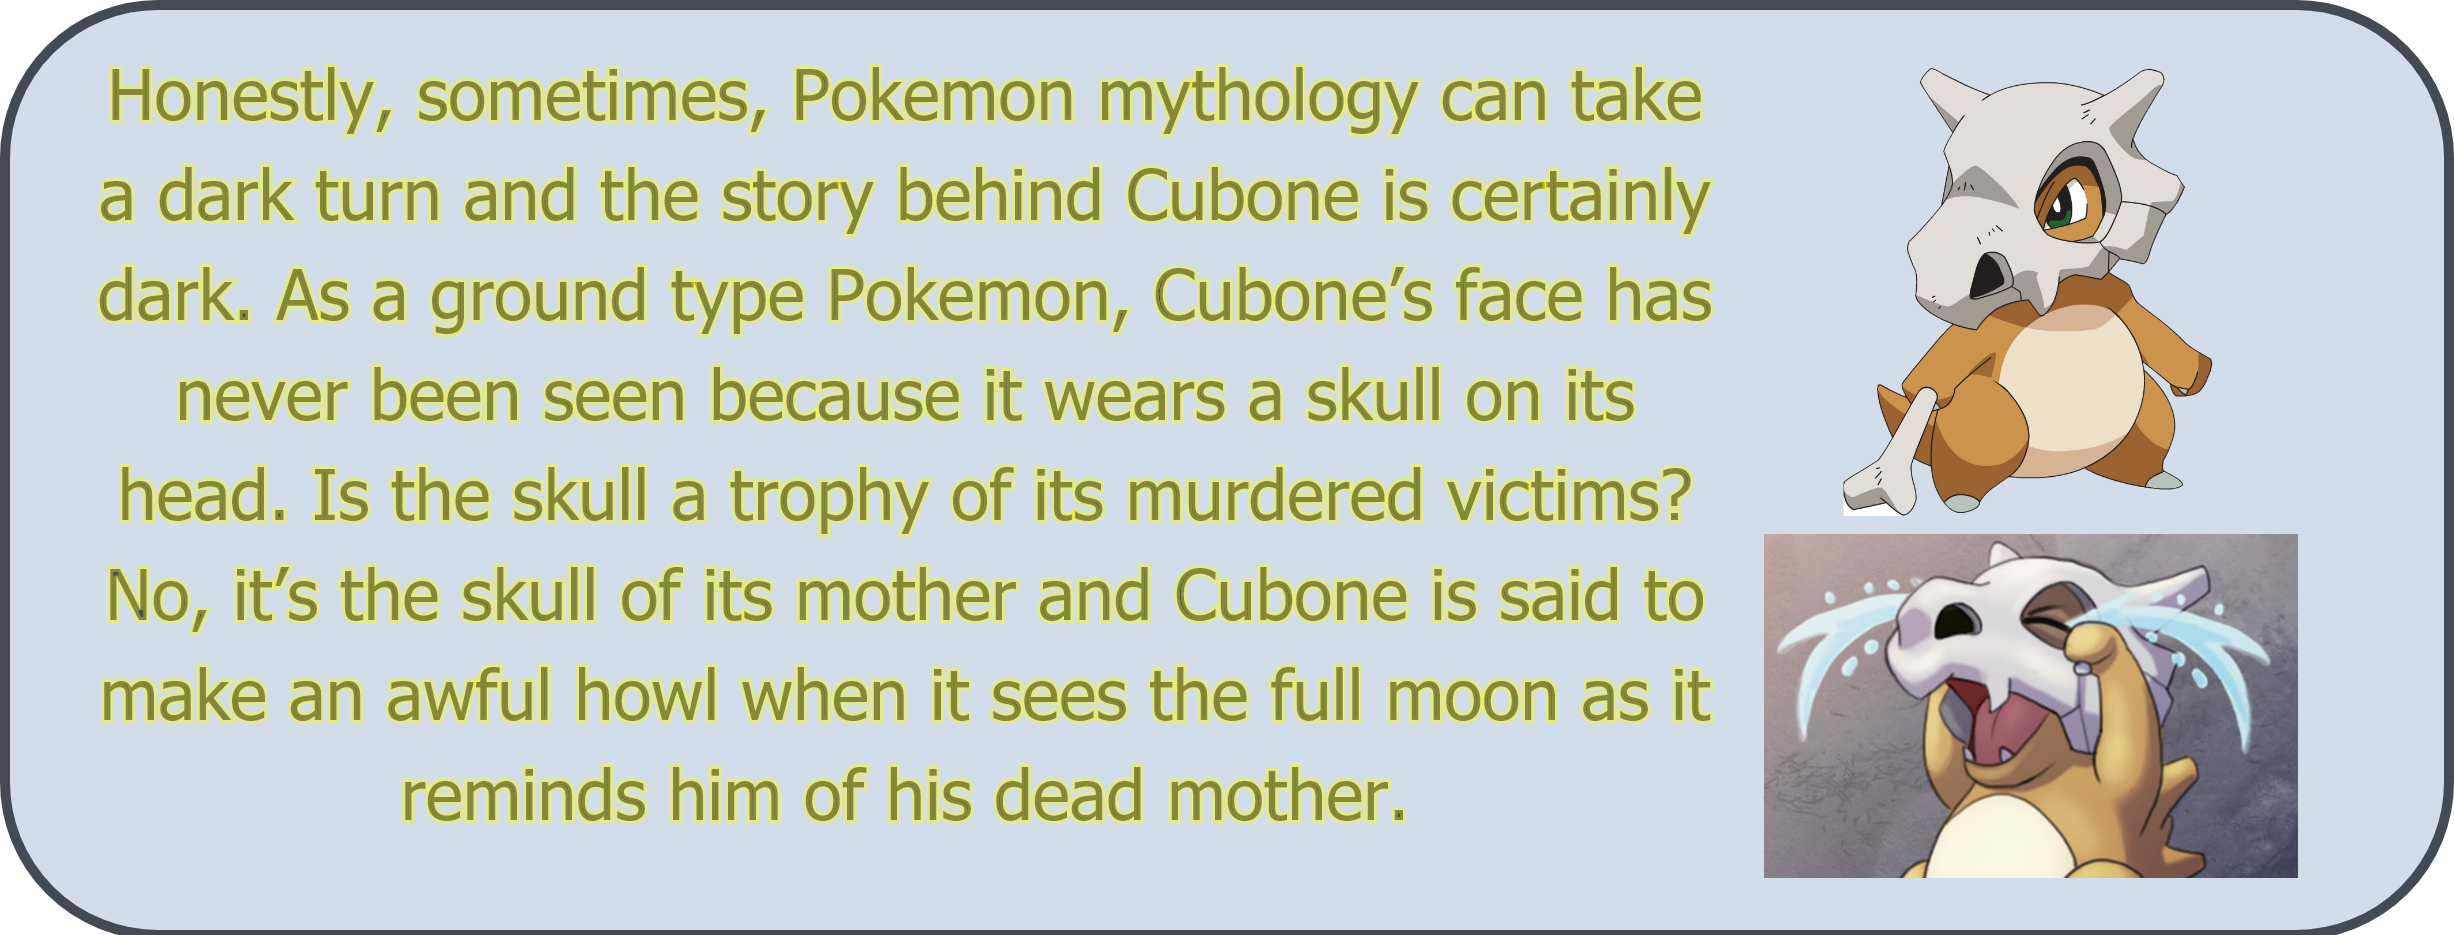 Honestly, sometimes, Pokemon mythology can take
a dark turn and the story behind Cubone is certainly
dark. As a ground type Pokemon, Cubone’s face has
never been seen because it wears a skull on its
head. Is the skull a trophy of its murdered victims?
No, it’s the skull of its mother and Cubone is said to
make an awful howl when it sees the full moon as it
reminds him of his dead mother.